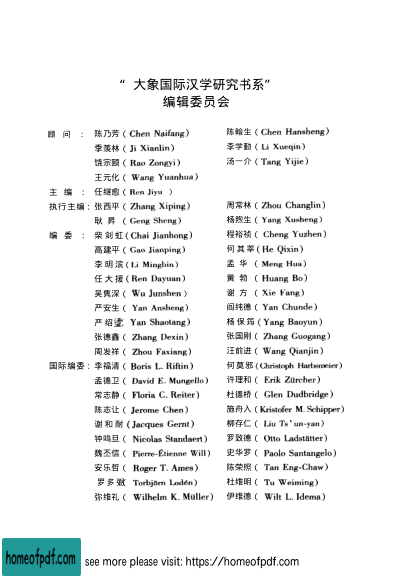 “大象国际汉学研究书系”
编辑委员会
顾 问： 陈乃芳（Chen Naifang） 陈翰生（Chen Hansheng）
季羡林（Ji Xianlin） 李学勤（Li Xueqin）
饶宗颐（Rao Zongyi） 汤一介（Tang Yijie）
王元化（Wang Yuanhua）
主 编： 任继愈（Ren Jiyu ）
执行主编：张西平（Zhang Xiping） 周常林（Zhou Changlin）
耿 昇（Geng Sheng） 杨煦生（Yang Xusheng）
编 委： 柴剑虹(Chai Jianhong) 程裕祯（Cheng Yuzhen）
高建平（Gao Jianping） 何其莘(He Qixin）
李明滨(Li Mingbin) 孟 华（Meng Hua）
任大援(Ren Dayuan) 黄 勃（Huang Bo）
吴隽深（Wu Junshen） 谢 方（Xie Fang）
严安生（Yan Ansheng） 阎纯德（Yan Chunde）
严绍璗（Yan Shaotang） 杨保筠(Yang Baoyun）
张德鑫（Zhang Dexin） 张国刚（Zhang Guogang）
周发祥（Zhou Faxiang） 汪前进（Wang Qianjin）
国际编委：李福清（Boris L. Riftin） 何莫邪(Christoph Harbsmeier)
孟德卫（David E. Mungello） 许理和（Erik Zürcher）
常志静（Floria C. Reiter） 杜德桥（Glen Dudbridge）
陈志让（Jerome Chen） 施舟入（Kristofer M. Schipper）
谢和耐(Jacques Gernt) 柳存仁（Liu Ts'un-yan）
钟鸣旦（Nicolas Standaert） 罗致德（Otto Ladstätter）
魏丕信（Pierre-Étienne Will） 史华罗（Paolo Santangelo）
安乐哲（Roger T. Ames） 陈荣照（Tan Eng-Chaw）
罗多弼（Torbjörn Lodén） 杜维明（Tu Weiming）
弥维礼（Wilhelm K. Müller） 伊维德（Wilt L. Idema）
homeofpdf.com see more please visit: https://homeofpdf.com